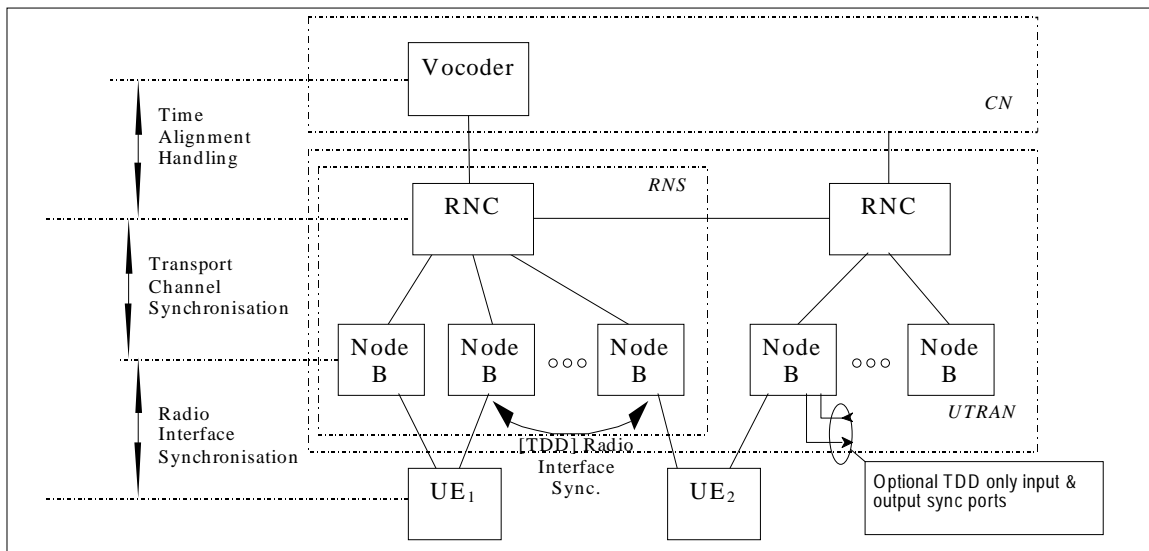 Vocoder
CN
Time
Alignment
Handling
RNS
RNC
RNC
Transport
Channel
Synchronisation
Node
B
Node
B
Node
B
Node
B
Node
B
UTRAN
Radio
Interface
Synchronisation
[TDD] Radio
Interface
Sync.
UE1
UE2
Optional TDD only input &
output sync ports